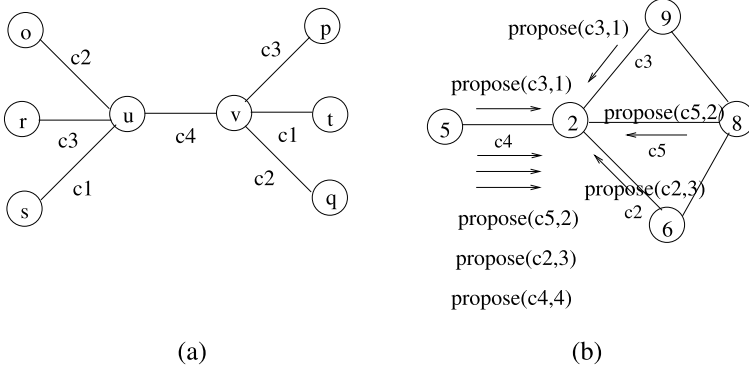 o
c2
r
c3
s
c1
u
c4
v
c3
p
c1
t
c2
q
(a)
propose(c3,1)
9
c3
propose(c3,1)
5
c4
2
propose(c5,2)
8
c5
propose(c2,3)
c2
6
propose(c5,2)
propose(c2,3)
propose(c4,4)
(b)